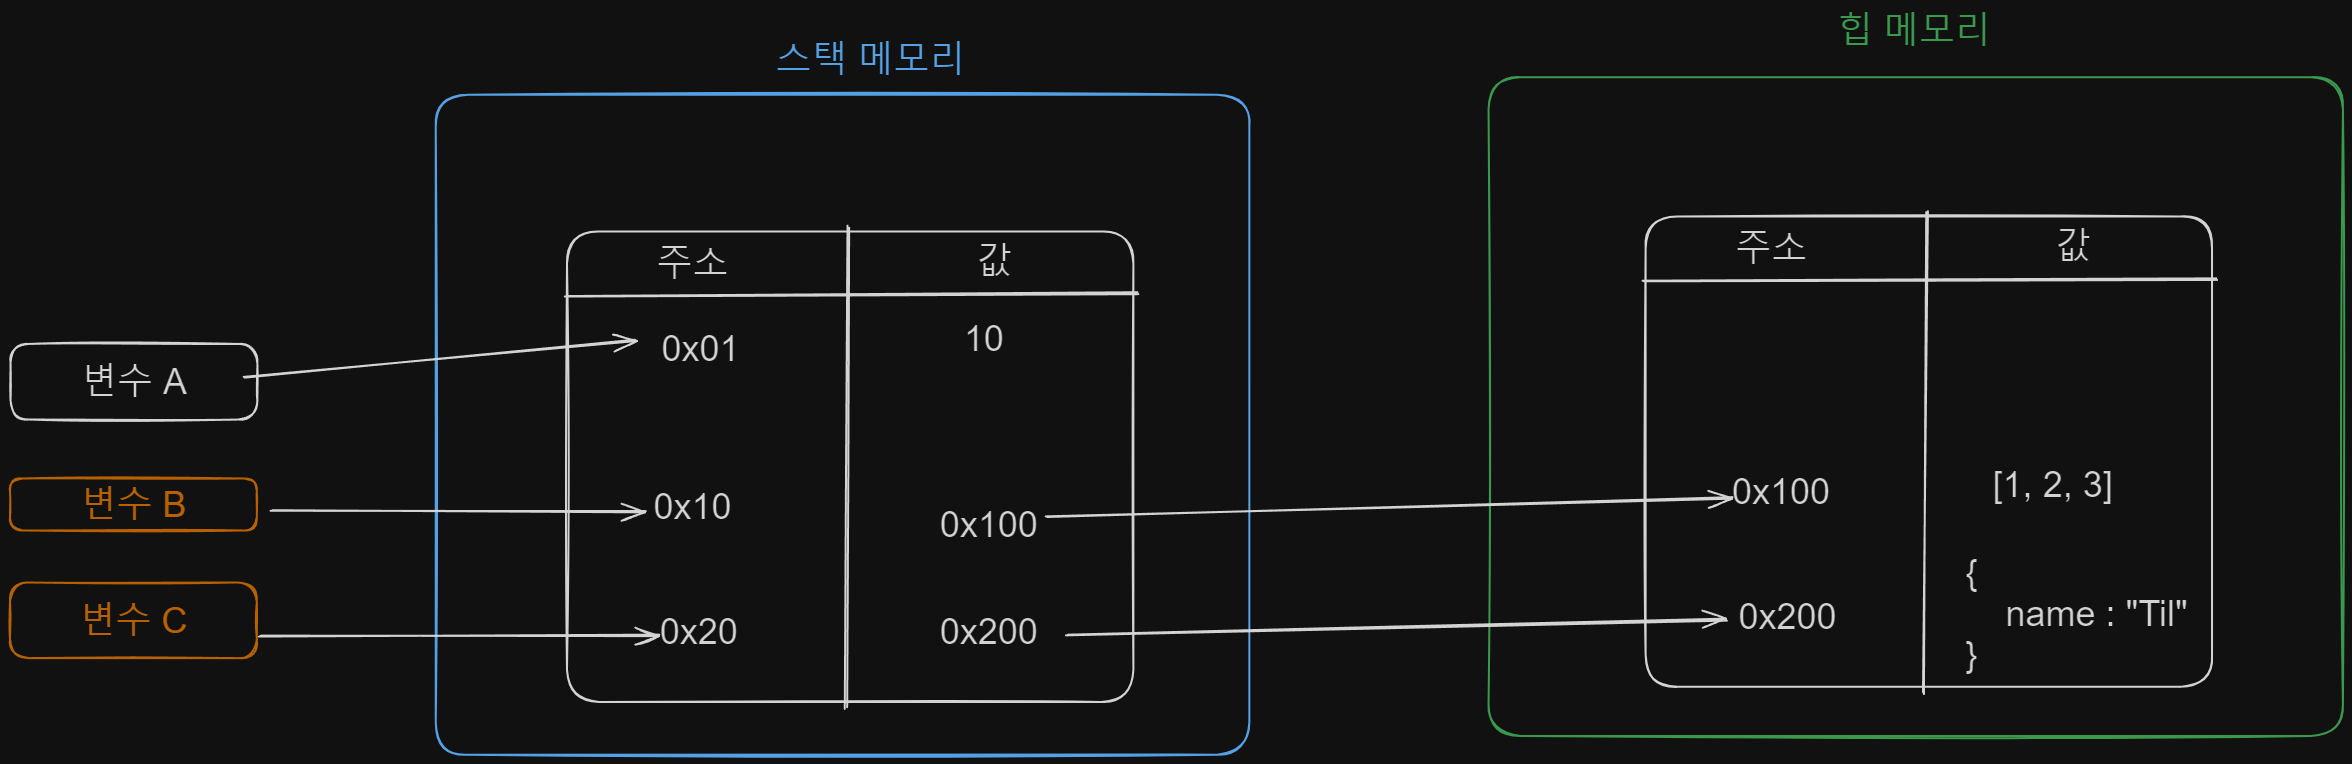 스택 메모리
힙 메모리
주소 값
주소 값
변수 A
0x01 10
변수 B
0x10 0x100
0x100 [1, 2, 3]
변수 C
0x20 0x200
0x200 {
name : "Til"
}